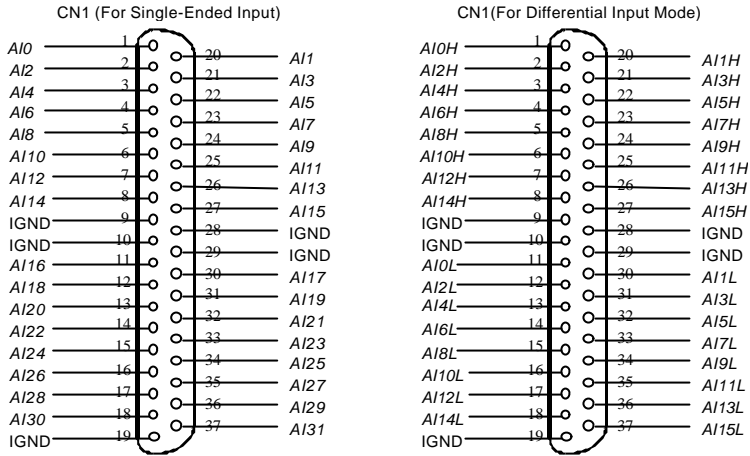 CN1 (For Single-Ended Input)
AI0 1
20 AI1
AI2 2
21 AI3
AI4 3
22 AI5
AI6 4
23 AI7
AI8 5
24 AI9
AI10 6
25 AI11
AI12 7
26 AI13
AI14 8
27 AI15
IGND 9
28 IGND
IGND 10
29 IGND
AI16 11
30 AI17
AI18 12
31 AI19
AI20 13
32 AI21
AI22 14
33 AI23
AI24 15
34 AI25
AI26 16
35 AI27
AI28 17
36 AI29
AI30 18
37 AI31
IGND 19
CN1(For Differential Input Mode)
AI0H 1
20 AI1H
AI2H 2
21 AI3H
AI4H 3
22 AI5H
AI6H 4
23 AI7H
AI8H 5
24 AI9H
AI10H 6
25 AI11H
AI12H 7
26 AI13H
AI14H 8
27 AI15H
IGND 9
28 IGND
IGND 10
29 IGND
AI0L 11
30 AI1L
AI2L 12
31 AI3L
AI4L 13
32 AI5L
AI6L 14
33 AI7L
AI8L 15
34 AI9L
AI10L 16
35 AI11L
AI12L 17
36 AI13L
AI14L 18
37 AI15L
IGND 19